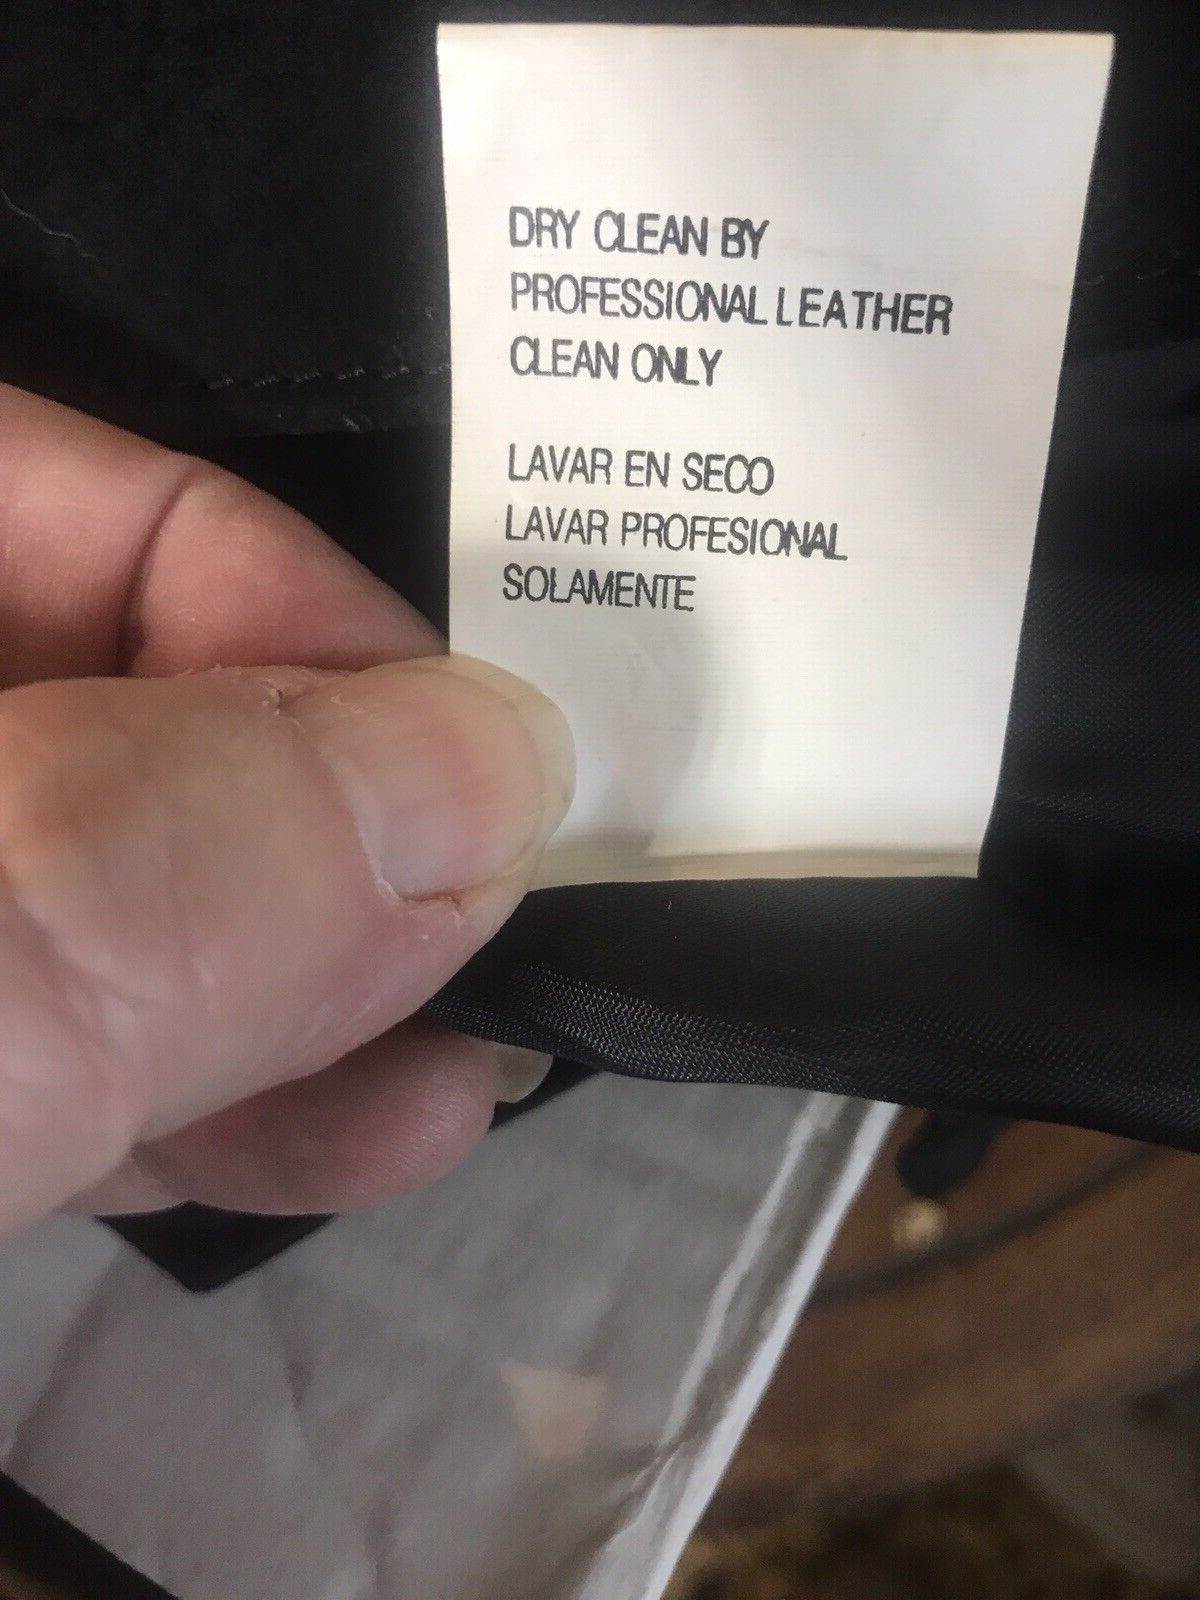 DRY CLEAN BY
PROFESSIONAL LEATHER
CLEAN ONLY
LAVAR EN SECO
LAVAR PROFESIONAL
SOLAMENTE